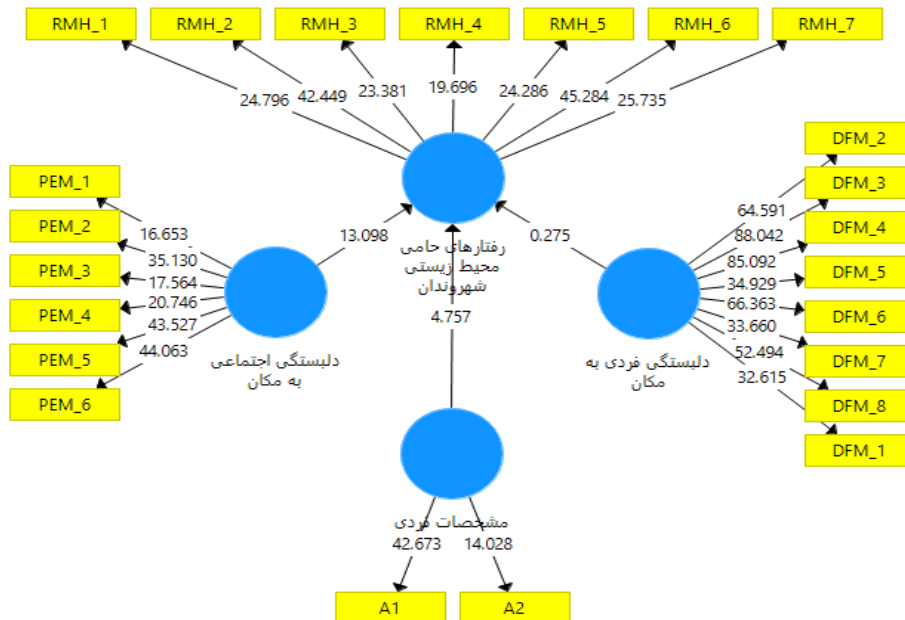 RMH_1
RMH_2
RMH_3
RMH_4
RMH_5
RMH_6
RMH_7
24.796
42.449
23.381
19.696
24.286
45.284
25.735
DFM_2
DFM_3
DFM_4
DFM_5
DFM_6
DFM_7
DFM_8
DFM_1
64.591
88.042
85.092
34.929
66.363
33.660
52.494
32.615
PEM_1
PEM_2
PEM_3
PEM_4
PEM_5
PEM_6
16.653
35.130
17.564
20.746
43.527
44.063
13.098
0.275
رفتارهای حامی
محیط زیستی
شهروندان
4.757
دلبستگی اجتماعی
به مکان
دلبستگی فردی به
مکان
مشخصات فردی
42.673
14.028
A1
A2